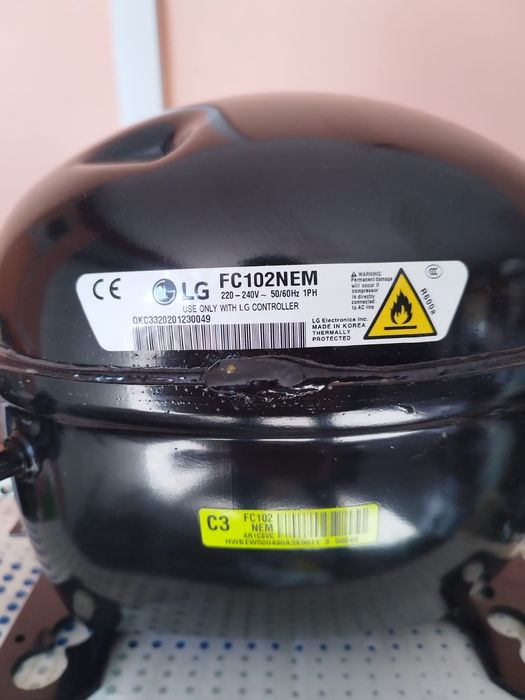 CE
LG
FC102NEM
220-240V~ 50/60Hz 1PH
USE ONLY WITH LG CONTROLLER
OKC3320201230049
LG Electronics Inc.
MADE IN KOREA
THERMALLY
PROTECTED
WARNING:
Permanent damage
will occur if
compressor
is directly
connected
to AC line
R600a
CCC
C3
FC102
NEM